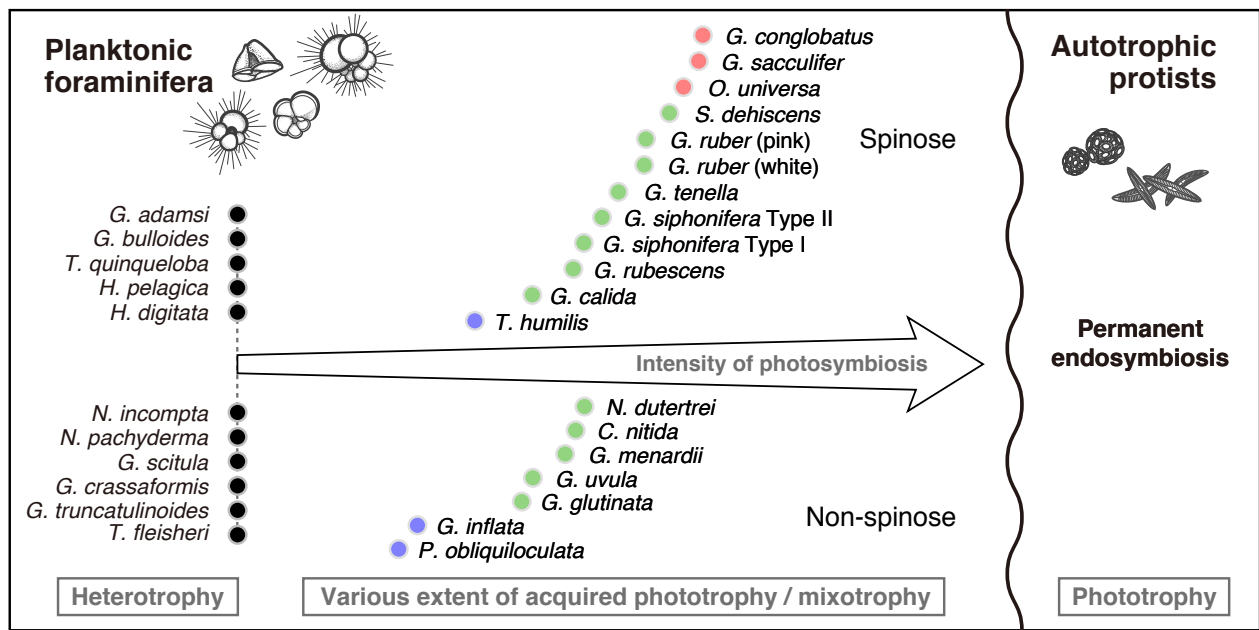 Planktonic
foraminifera
G. conglobatus
G. sacculifer
O. universa
S. dehiscens
G. ruber (pink)
G. ruber (white)
G. tenella
G. siphonifera Type II
G. siphonifera Type I
G. rubescens
G. calida
T. humilis
Spinose
G. adamsi
G. bulloides
T. quinqueloba
H. pelagica
H. digitata
Intensity of photosymbiosis
N. incompta
N. pachyderma
G. scitula
G. crassaformis
G. truncatulinoides
T. fleisheri
N. dutertrei
C. nitida
G. menardii
G. uvula
G. glutinata
G. inflata
P. obliquiloculata
Non-spinose
Autotrophic
protists
Permanent
endosymbiosis
Heterotrophy
Various extent of acquired phototrophy / mixotrophy
Phototrophy